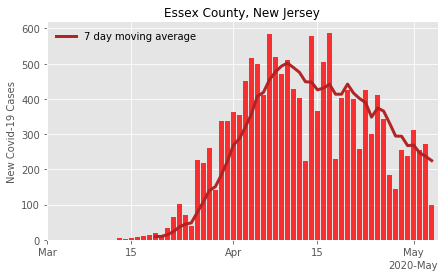 Essex County, New Jersey
7 day moving average
New Covid-19 Cases
600
500
400
300
200
100
0
Mar 15 Apr 15 May
2020-May